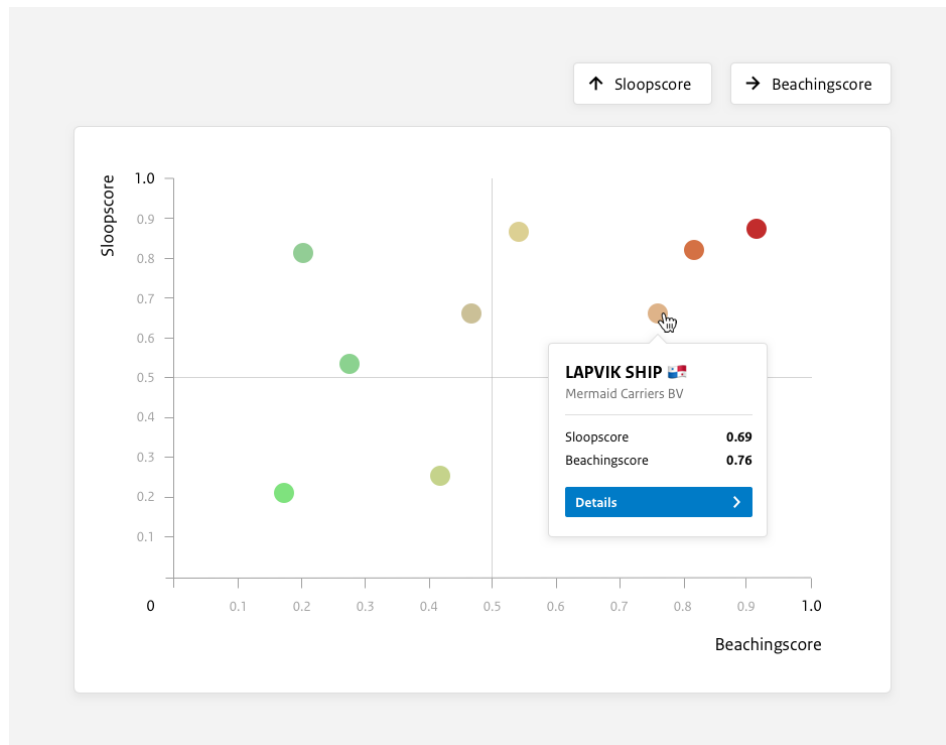 Sloopscore
Beachingscore
Sloopscore
1.0
0.9
0.8
0.7
0.6
0.5
0.4
0.3
0.2
0.1
LAPVIK SHIP
Mermaid Carriers BV
Sloopscore 0.69
Beachingscore 0.76
Details
0 0.1 0.2 0.3 0.4 0.5 0.6 0.7 0.8 0.9 1.0
Beachingscore